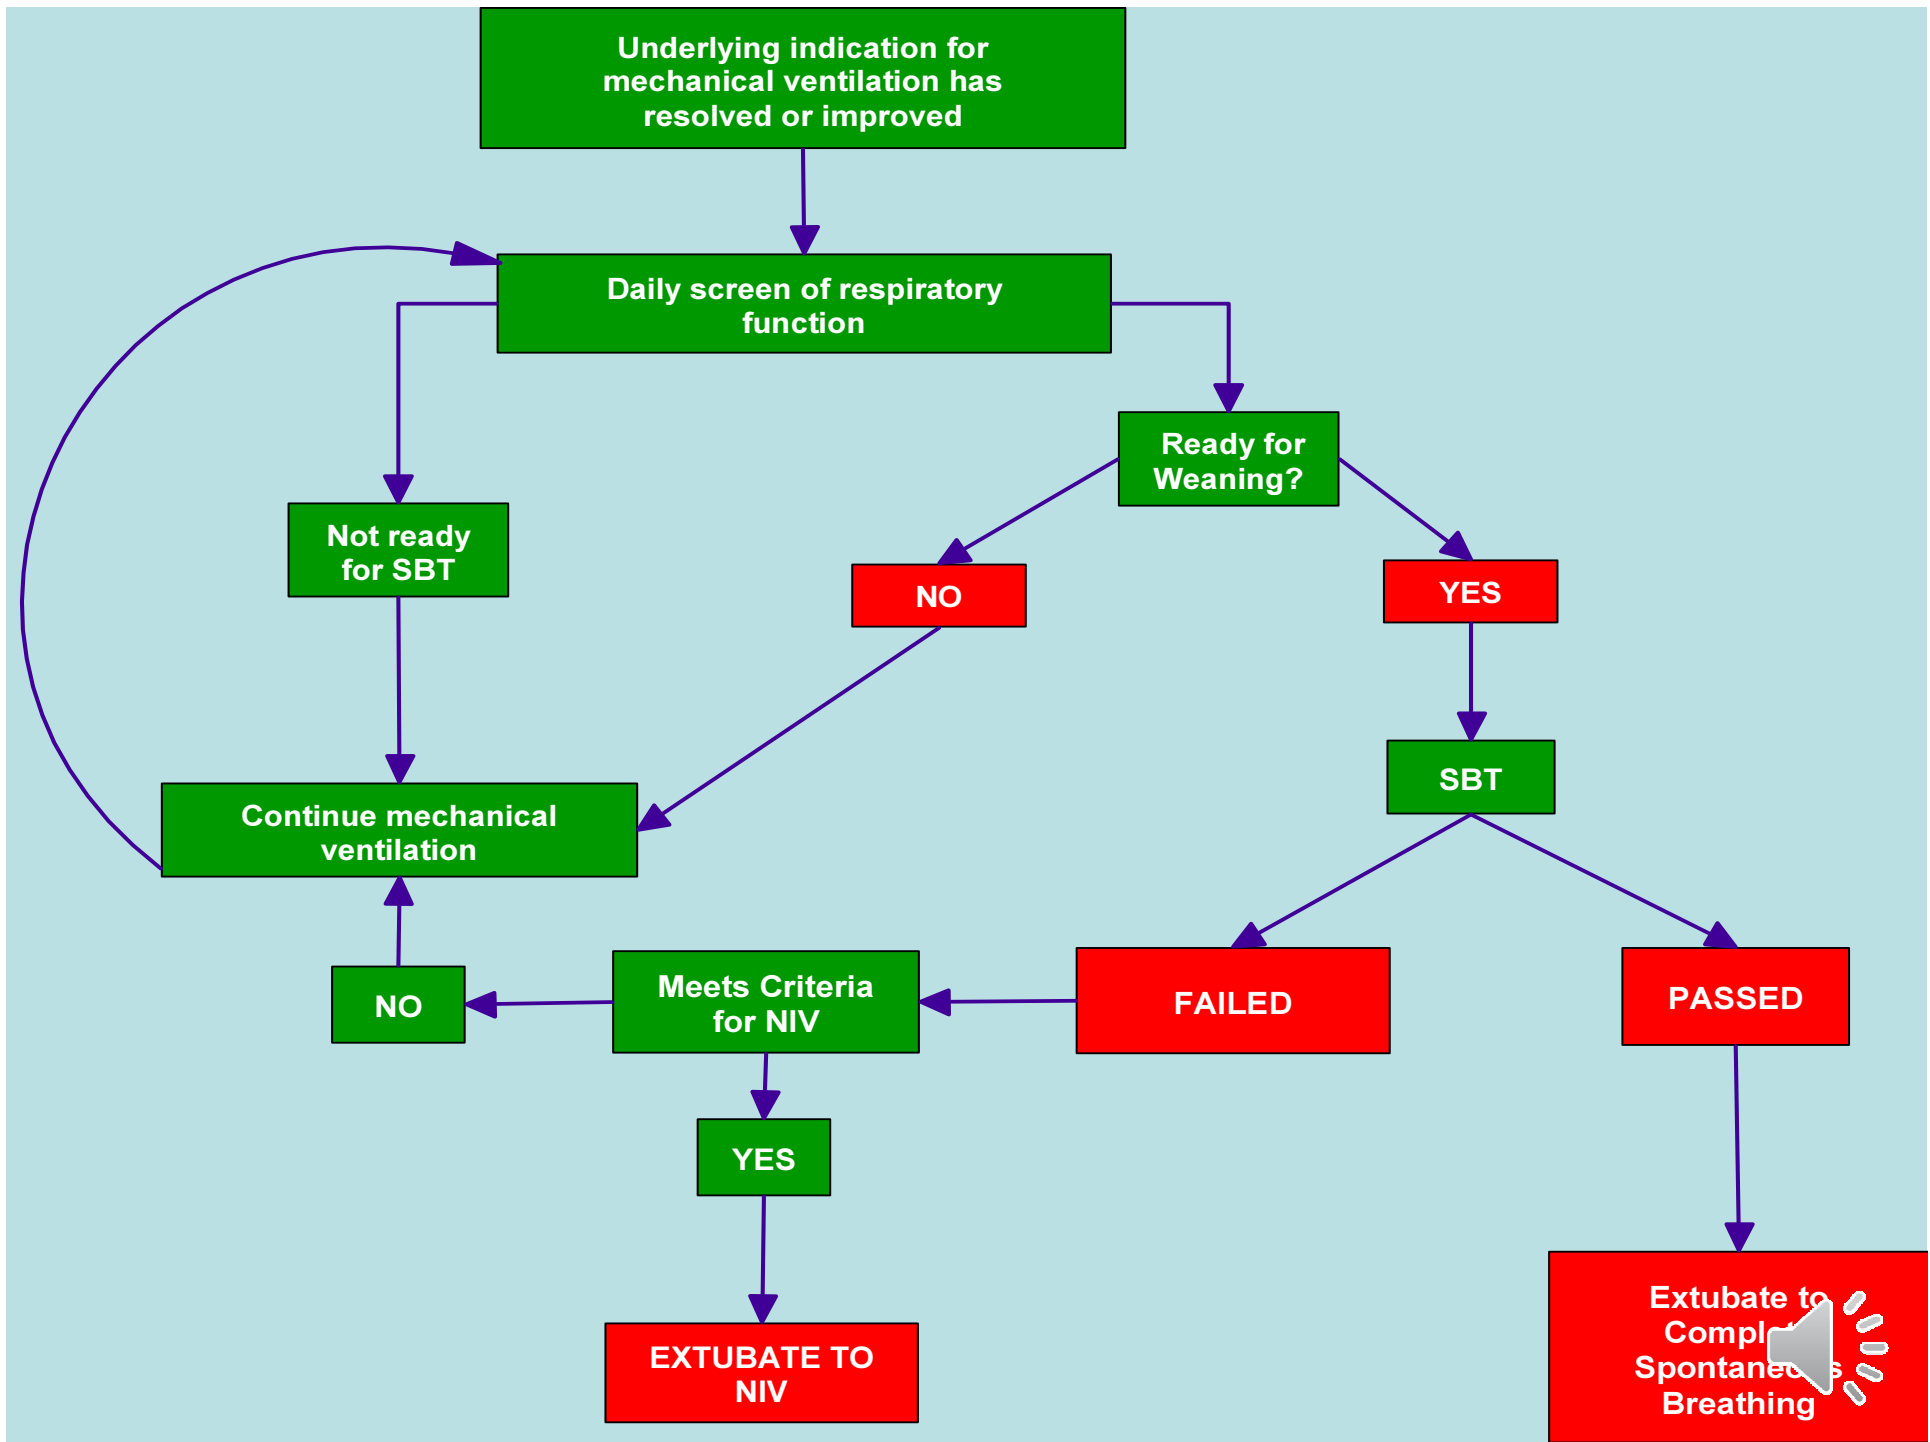 Underlying indication for
mechanical ventilation has
resolved or improved
Daily screen of respiratory
function
Ready for
Weaning?
Not ready
for SBT
NO
YES
SBT
Continue mechanical
ventilation
NO
Meets Criteria
for NIV
FAILED
PASSED
YES
EXTUBATE TO
NIV
Extubate to
Complete
Spontaneous
Breathing